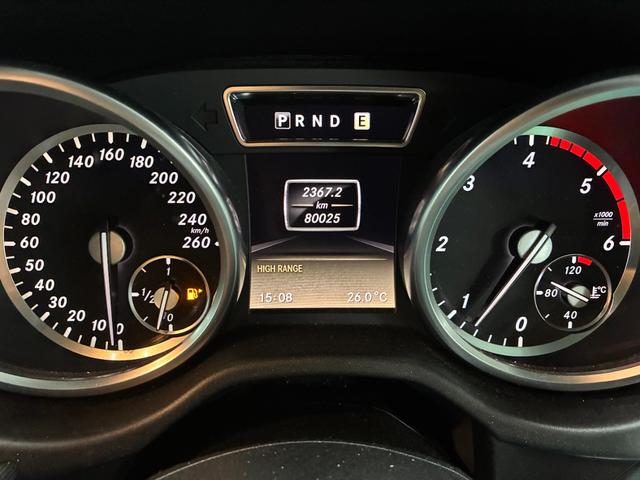 P R N D E
2367.2
km
80025
HIGH RANGE
15:08 26.0°C
0 10 20 30 40 50 60 80 100 120 140 160 180 200 220 240 260
km/h
0 1/2 1
0 1 2 3 4 5 6
x1000
min
40 80 120
°C